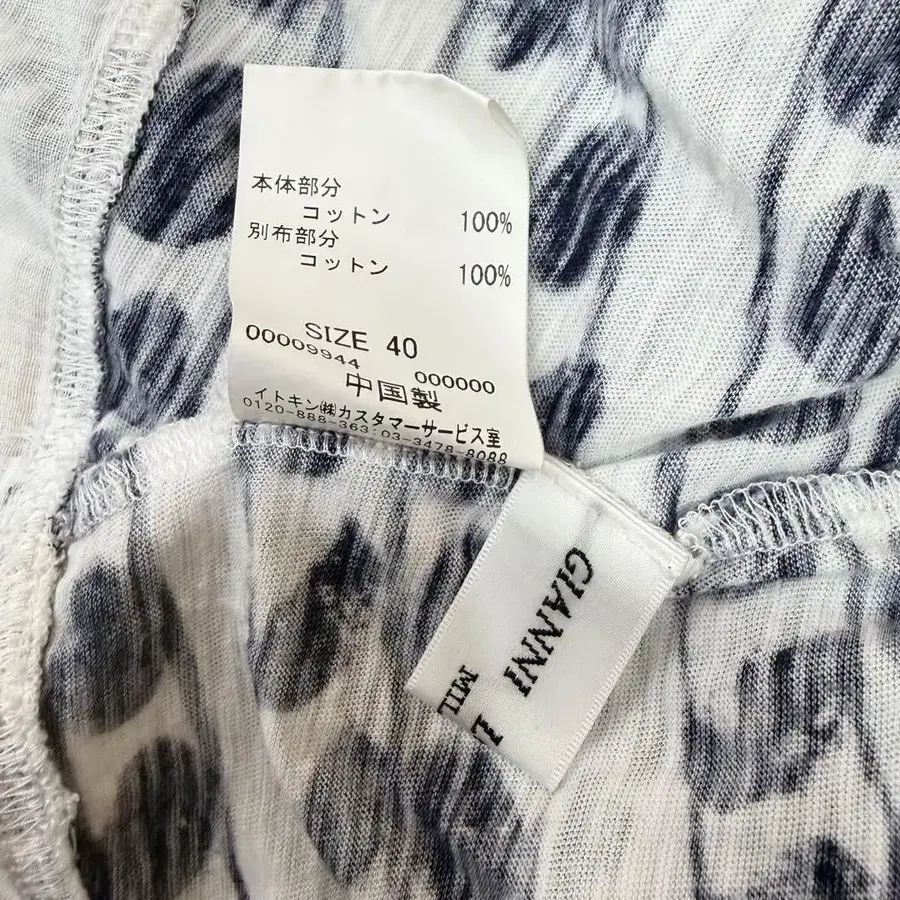 本体部分
コットン 100%
別布部分
コットン 100%
SIZE 40
00009944 000000
中国製
イトキン㈱カスタマーサービス室
0120-888-363:03-3478-8088
GIANNI
MIL